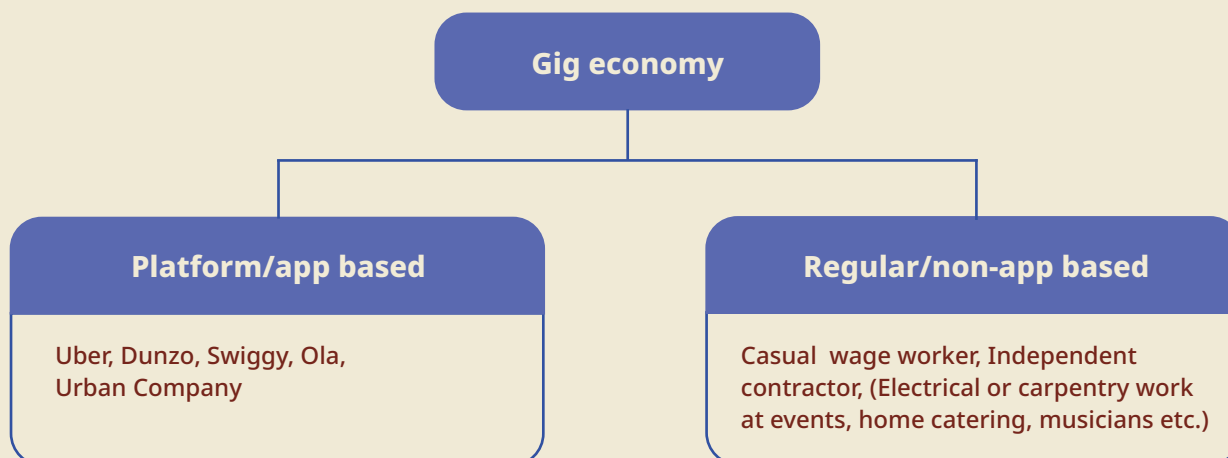 Gig economy
Platform/app based
Uber, Dunzo, Swiggy, Ola,
Urban Company
Regular/non-app based
Casual  wage worker, Independent
contractor, (Electrical or carpentry work
at events, home catering, musicians etc.)